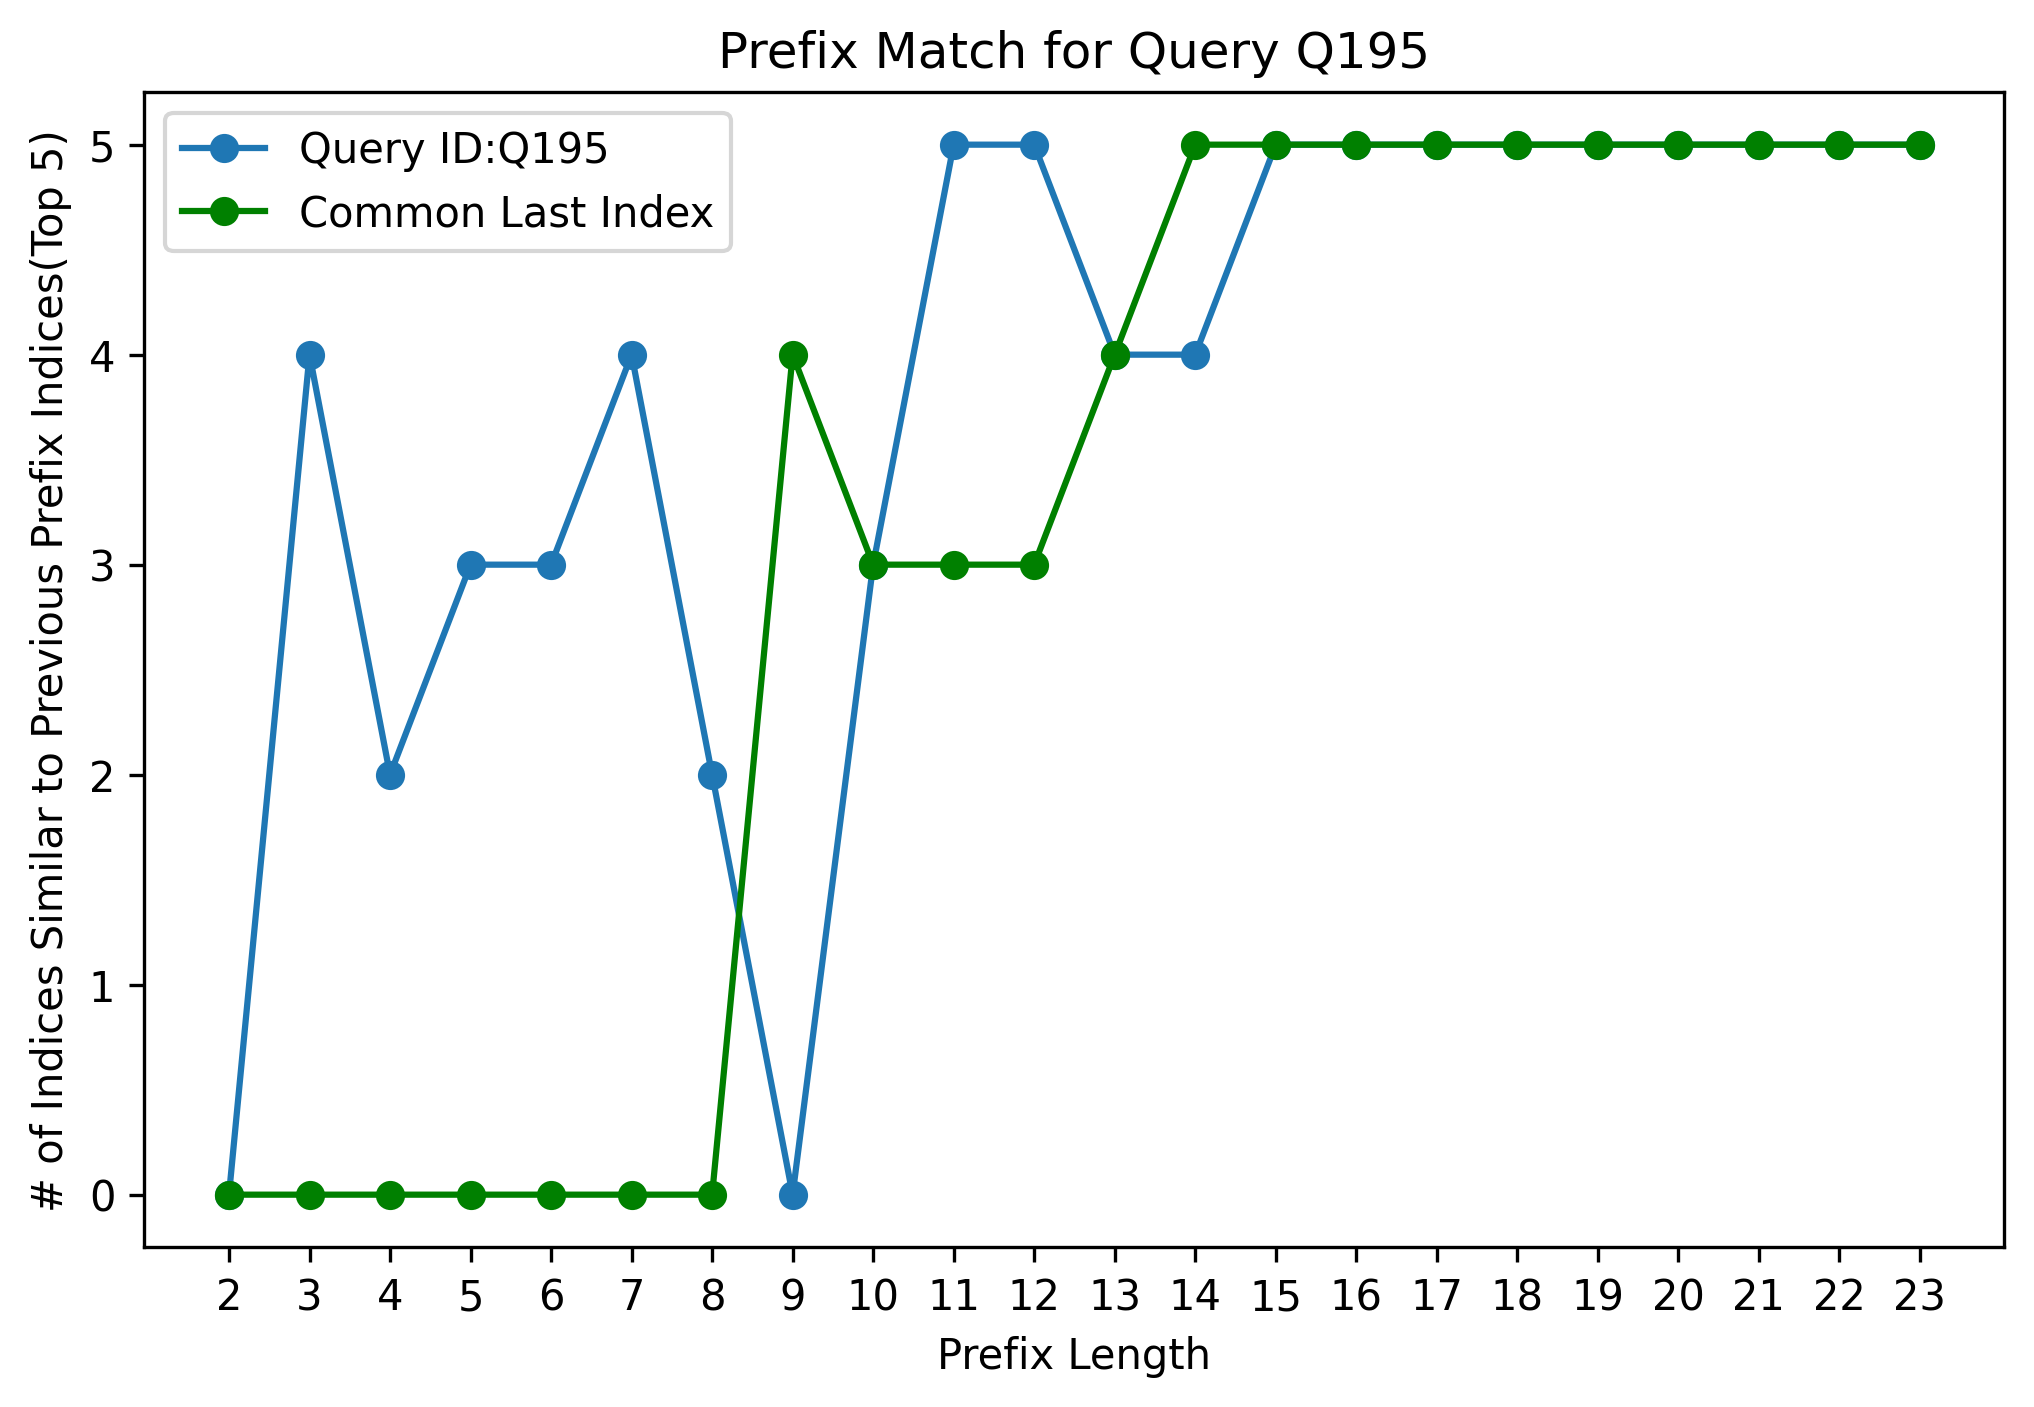 Prefix Match for Query Q195
Query ID:Q195
Common Last Index
# of Indices Similar to Previous Prefix Indices(Top 5)
5
4
3
2
1
0
2 3 4 5 6 7 8 9 10 11 12 13 14 15 16 17 18 19 20 21 22 23
Prefix Length